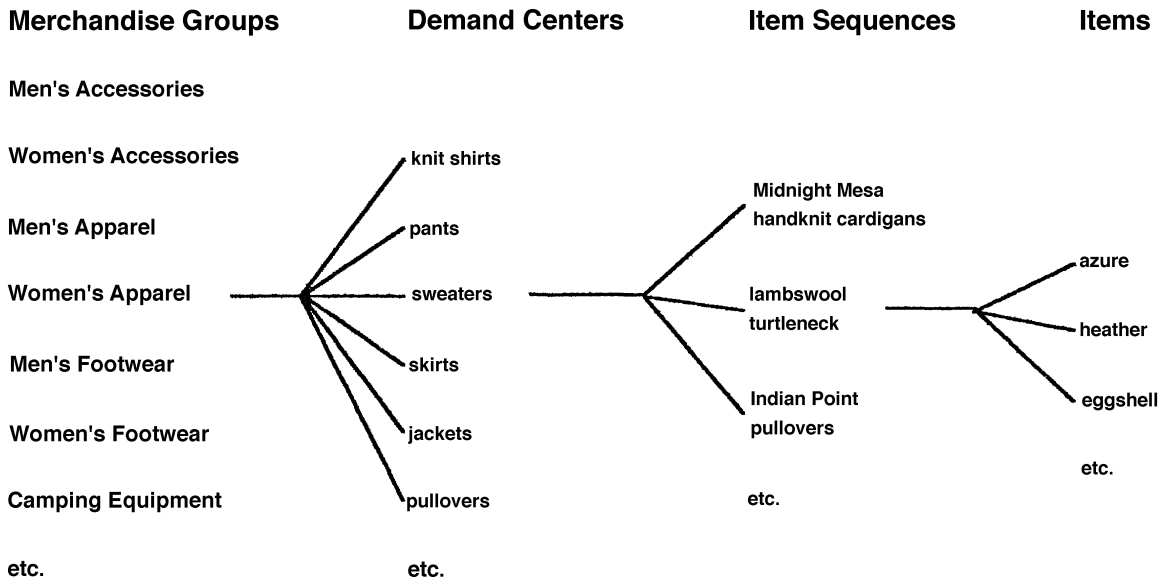 Merchandise Groups
Demand Centers
Item Sequences
Items
Men's Accessories
Women's Accessories
Men's Apparel
Women's Apparel
Men's Footwear
Women's Footwear
Camping Equipment
etc.
knit shirts
pants
sweaters
skirts
jackets
pullovers
etc.
Midnight Mesa
handknit cardigans
lambswool
turtleneck
Indian Point
pullovers
etc.
azure
heather
eggshell
etc.